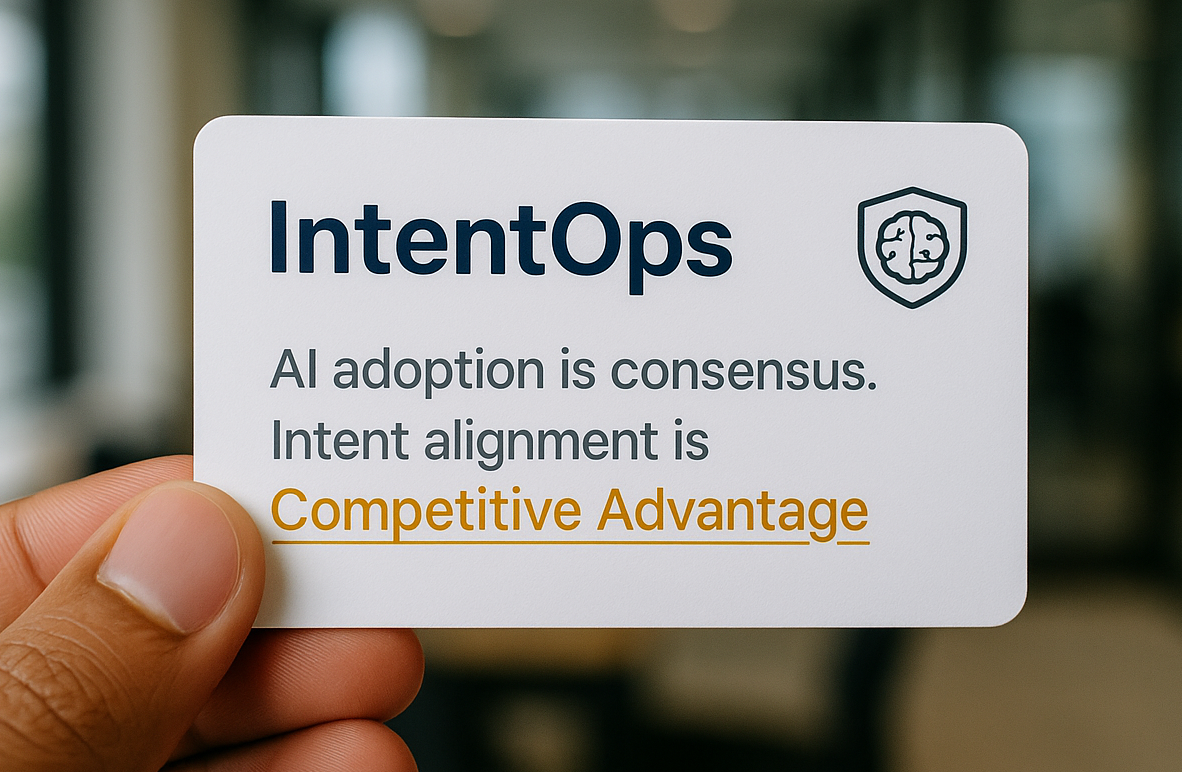 IntentOps
AI adoption is consensus.
Intent alignment is
Competitive Advantage